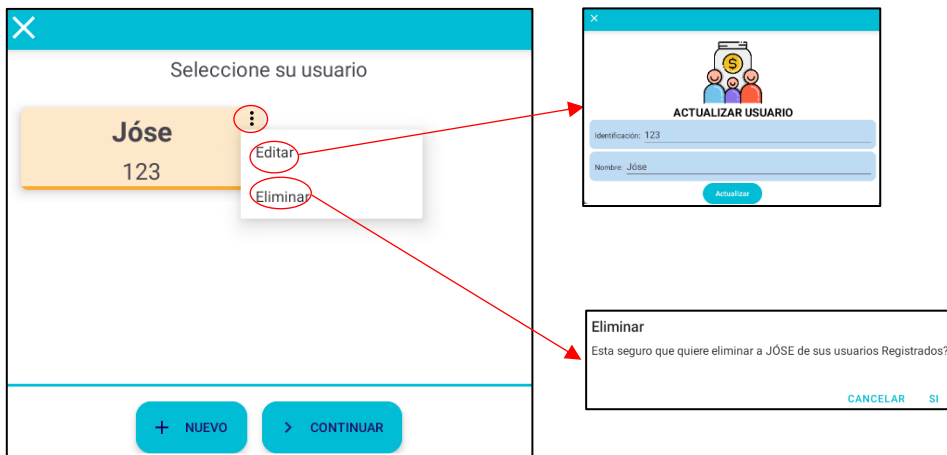 Seleccione su usuario
Jóse
123
Editar
Eliminar
NUEVO
CONTINUAR
ACTUALIZAR USUARIO
Identificación: 123
Nombre: Jóse
Actualizar
Eliminar
Esta seguro que quiere eliminar a JÓSE de sus usuarios Registrados?
CANCELAR SI